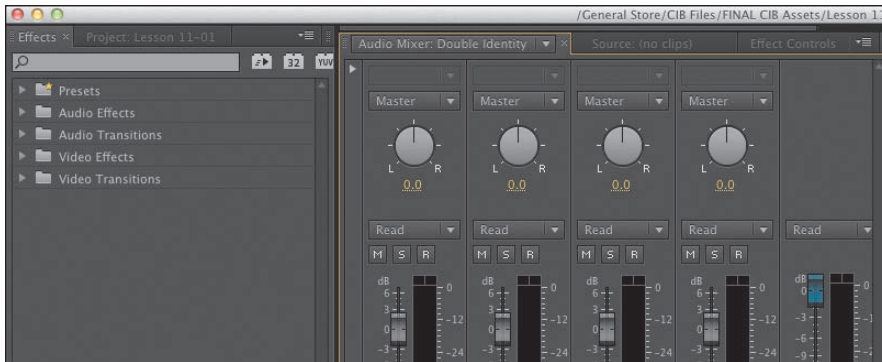 /General Store/CIB Files/FINAL CIB Assets/Lesson 11
Effects × Project: Lesson 11-01
Audio Mixer: Double Identity × Source: (no clips) Effect Controls
32 YUV
Presets
Audio Effects
Audio Transitions
Video Effects
Video Transitions
Master Master Master Master
L R L R L R L R
0.0 0.0 0.0 0.0
Read Read Read Read Read
M S R M S R M S R M S R
dB dB dB dB dB
6 0 6 0 6 0 6 0 0 0
3 3 3 3 -3
0 -12 0 -12 0 -12 0 -12 -6
-3 -24 -3 -24 -3 -24 -3 -24 -9